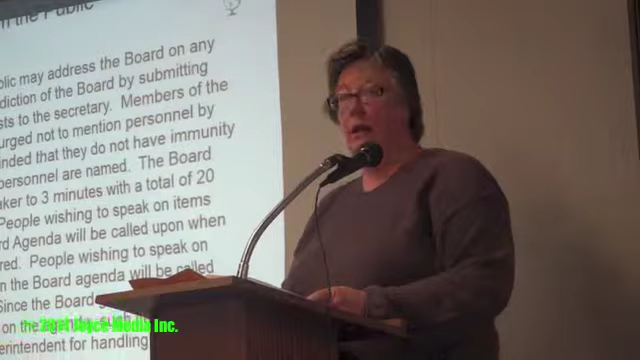 the Public
blic may address the Board on any
diction of the Board by submitting
sts to the secretary. Members of the
urged not to mention personnel by
inded that they do not have immunity
personnel are named. The Board
aker to 3 minutes with a total of 20
People wishing to speak on items
rd Agenda will be called upon when
red. People wishing to speak on
n the Board agenda will be called
Since the Board
on the
erintendent for handling
Joyce Media Inc.